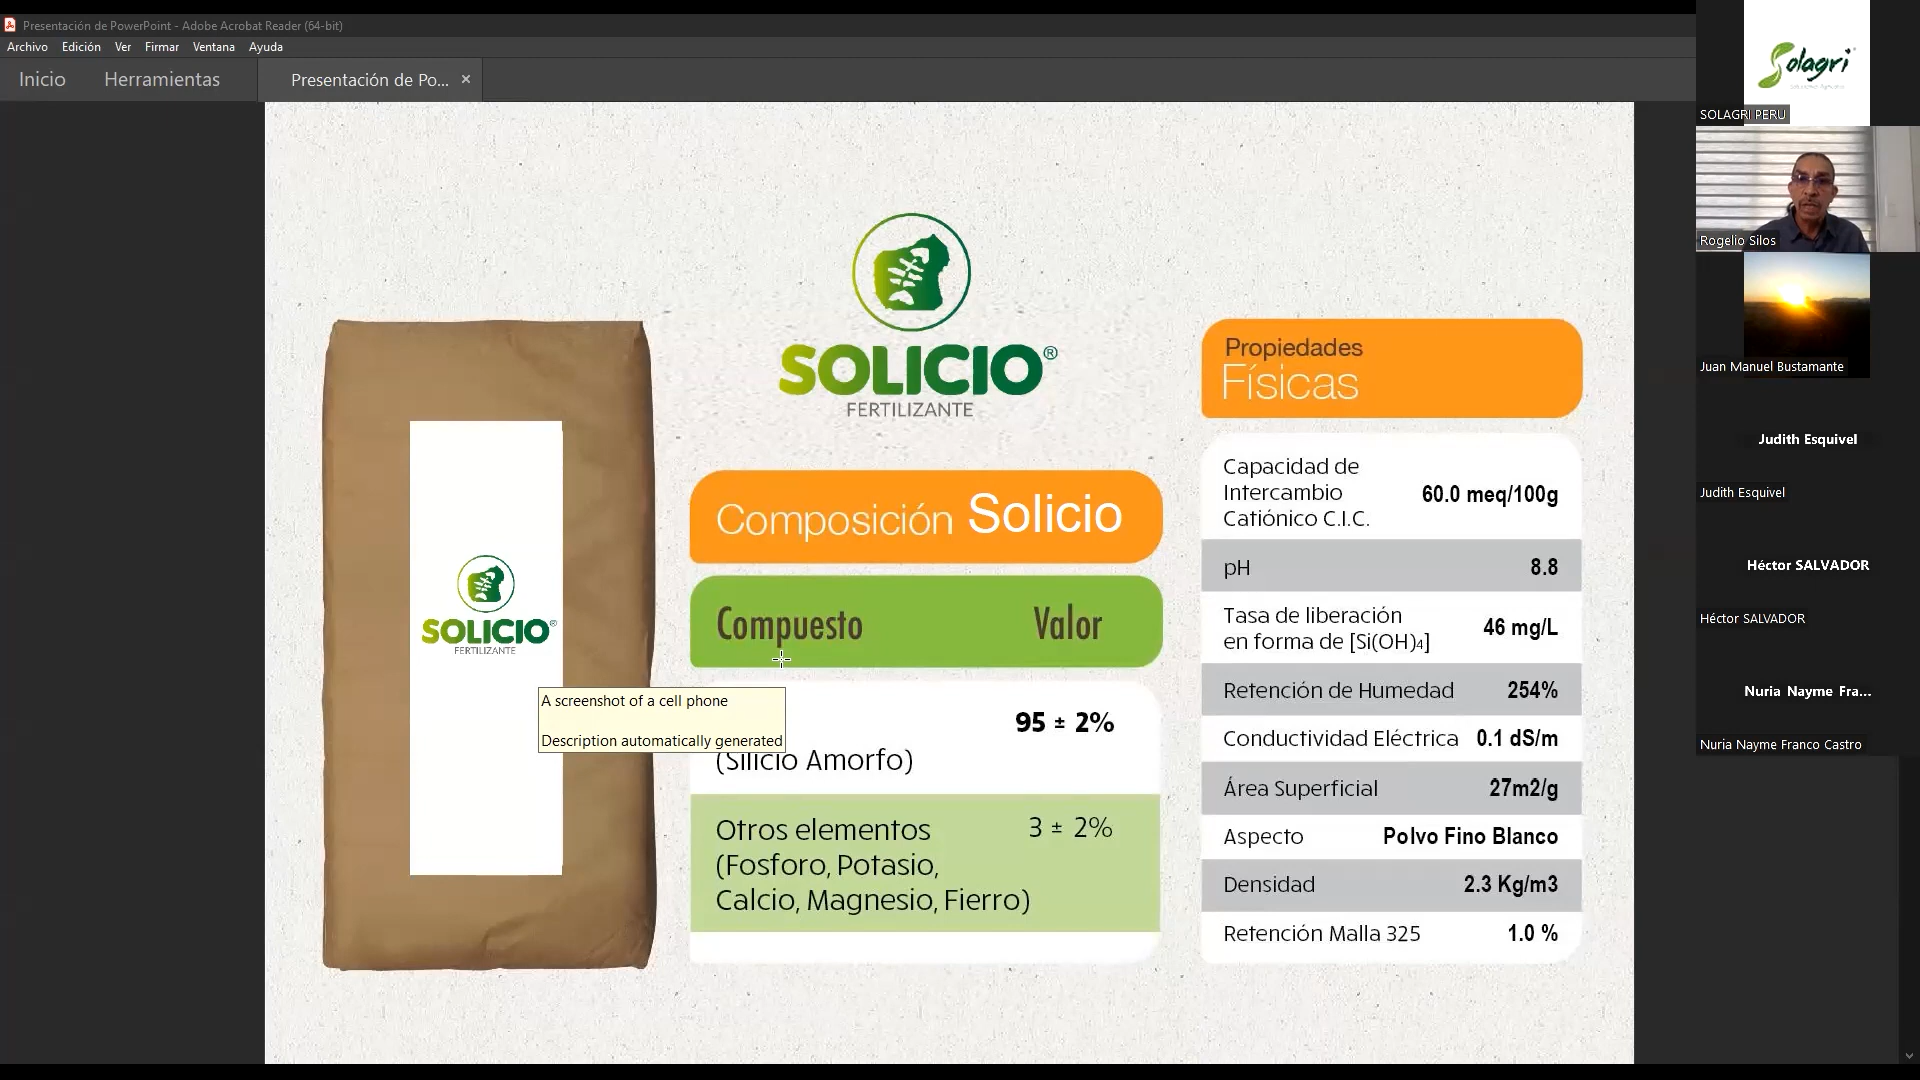 Presentación de PowerPoint - Adobe Acrobat Reader (64-bit)
Archivo Edición Ver Firmar Ventana Ayuda
Inicio Herramientas Presentación de Po... ×
SOLICIO®
FERTILIZANTE
SOLICIO®
FERTILIZANTE
Composición Solicio
Compuesto Valor
A screenshot of a cell phone
Description automatically generated
95 ± 2%
(Silicio Amorfo)
Otros elementos 3 ± 2%
(Fosforo, Potasio,
Calcio, Magnesio, Fierro)
Propiedades
Físicas
Capacidad de
Intercambio 60.0 meq/100g
Catiónico C.I.C.
pH 8.8
Tasa de liberación
en forma de [Si(OH)₄] 46 mg/L
Retención de Humedad 254%
Conductividad Eléctrica 0.1 dS/m
Área Superficial 27m2/g
Aspecto Polvo Fino Blanco
Densidad 2.3 Kg/m3
Retención Malla 325 1.0 %
Solagri
SOLAGRI PERU
Rogelio Silos
Juan Manuel Bustamante
Judith Esquivel
Judith Esquivel
Héctor SALVADOR
Héctor SALVADOR
Nuria Nayme Fra...
Nuria Nayme Franco Castro